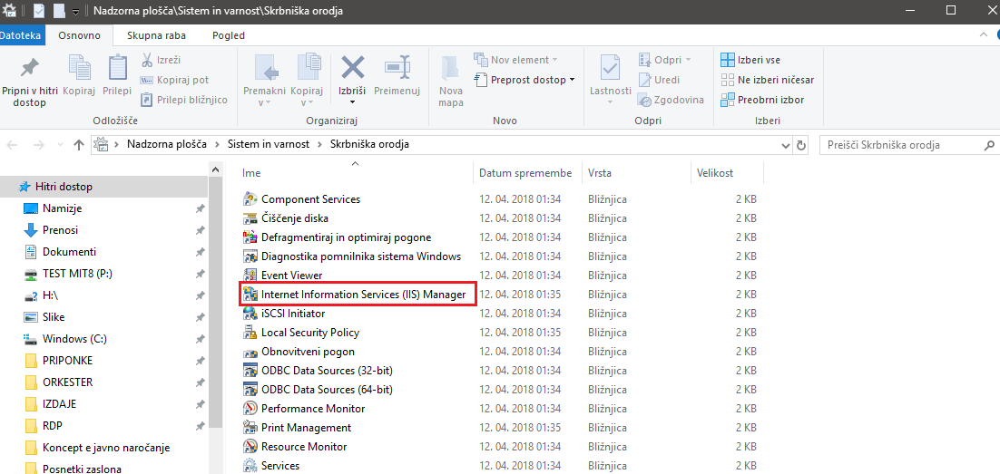 Nadzorna plošča\Sistem in varnost\Skrbniška orodja
Datoteka Osnovno Skupna raba Pogled
Pripni v hitri dostop
Kopiraj
Prilepi
Izreži
Kopiraj pot
Prilepi bližnjico
Odložišče
Premakni v
Kopiraj v
Izbriši
Preimenuj
Organiziraj
Nova mapa
Nov element
Preprost dostop
Novo
Lastnosti
Odpri
Uredi
Zgodovina
Odpri
Izberi vse
Ne izberi ničesar
Preobrni izbor
Izberi
Nadzorna plošča Sistem in varnost Skrbniška orodja
Preišči Skrbniška orodja
Hitri dostop
Namizje
Prenosi
Dokumenti
TEST MIT8 (P:)
H:\
Slike
Windows (C:)
PRIPONKE
ORKESTER
IZDAJE
RDP
Koncept e javno naročanje
Posnetki zaslona
Ime Datum spremembe Vrsta Velikost
Component Services 12. 04. 2018 01:34 Bližnjica 2 KB
Čiščenje diska 12. 04. 2018 01:34 Bližnjica 2 KB
Defragmentiraj in optimiraj pogone 12. 04. 2018 01:34 Bližnjica 2 KB
Diagnostika pomnilnika sistema Windows 12. 04. 2018 01:34 Bližnjica 2 KB
Event Viewer 12. 04. 2018 01:34 Bližnjica 2 KB
Internet Information Services (IIS) Manager 12. 04. 2018 01:35 Bližnjica 2 KB
iSCSI Initiator 12. 04. 2018 01:34 Bližnjica 2 KB
Local Security Policy 12. 04. 2018 01:35 Bližnjica 2 KB
Obnovitveni pogon 12. 04. 2018 01:34 Bližnjica 2 KB
ODBC Data Sources (32-bit) 12. 04. 2018 01:34 Bližnjica 2 KB
ODBC Data Sources (64-bit) 12. 04. 2018 01:34 Bližnjica 2 KB
Performance Monitor 12. 04. 2018 01:34 Bližnjica 2 KB
Print Management 12. 04. 2018 01:35 Bližnjica 2 KB
Resource Monitor 12. 04. 2018 01:34 Bližnjica 2 KB
Services 12. 04. 2018 01:34 Bližnjica 2 KB